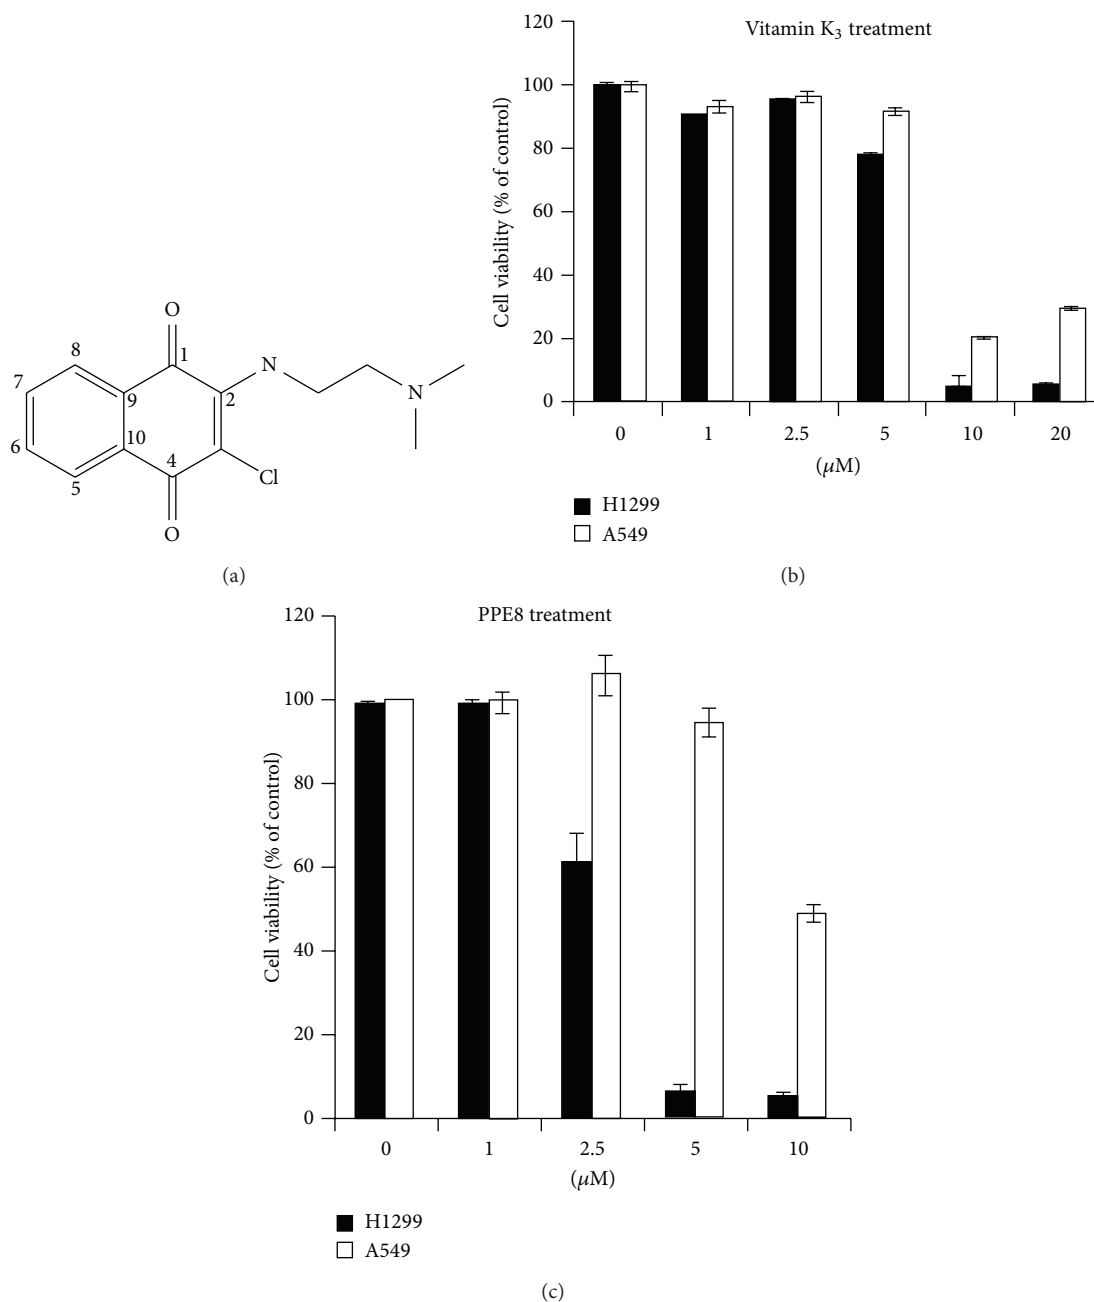 O
8
1
N
7
9
2
N
6
10
4
Cl
5
O
(a)
Vitamin K₃ treatment
120
100
80
60
40
20
0
Cell viability (% of control)
0 1 2.5 5 10 20
(μM)
H1299
A549
(b)
PPE8 treatment
120
100
80
60
40
20
0
Cell viability (% of control)
0 1 2.5 5 10
(μM)
H1299
A549
(c)